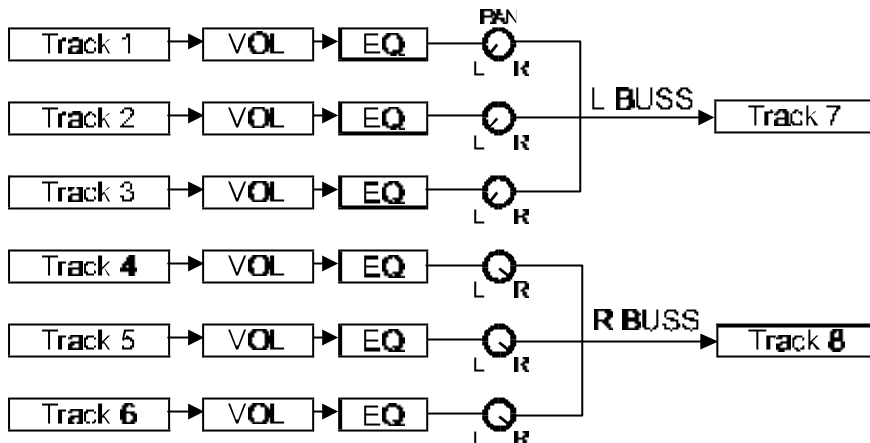 PAN
Track 1 VOL EQ
L R
L BUSS
Track 2 VOL EQ Track 7
L R
Track 3 VOL EQ
L R
Track 4 VOL EQ
L R
R BUSS
Track 5 VOL EQ Track 8
L R
Track 6 VOL EQ
L R